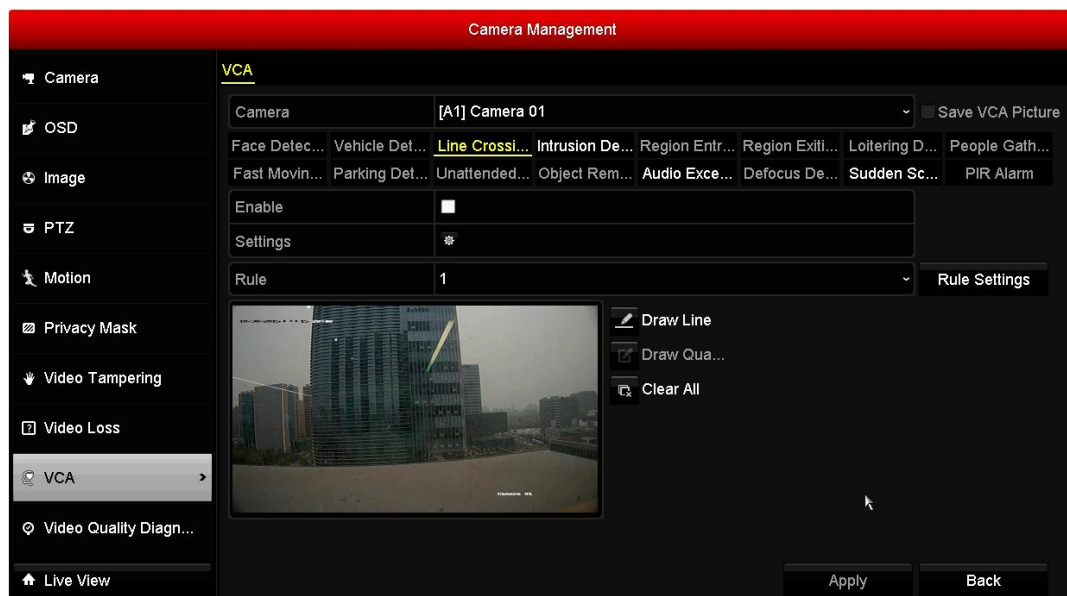 Camera Management
Camera
OSD
Image
PTZ
Motion
Privacy Mask
Video Tampering
Video Loss
VCA
Video Quality Diagn...
Live View
VCA
Camera
[A1] Camera 01
Save VCA Picture
Face Detec... Vehicle Det... Line Crossi... Intrusion De... Region Entr... Region Exiti... Loitering D... People Gath...
Fast Movin... Parking Det... Unattended... Object Rem... Audio Exce... Defocus De... Sudden Sc... PIR Alarm
Enable
Settings
Rule 1 Rule Settings
Draw Line
Draw Qua...
Clear All
Apply Back